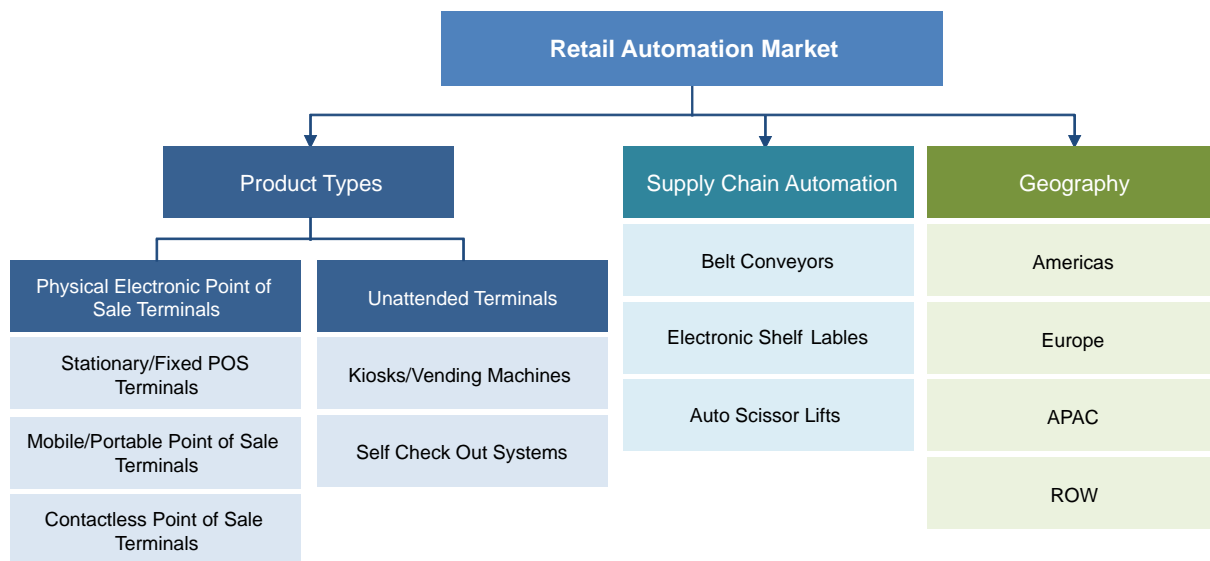 Retail Automation Market
Product Types
Supply Chain Automation
Geography
Physical Electronic Point of
Sale Terminals
Unattended Terminals
Stationary/Fixed POS
Terminals
Mobile/Portable Point of Sale
Terminals
Contactless Point of Sale
Terminals
Kiosks/Vending Machines
Self Check Out Systems
Belt Conveyors
Electronic Shelf Lables
Auto Scissor Lifts
Americas
Europe
APAC
ROW